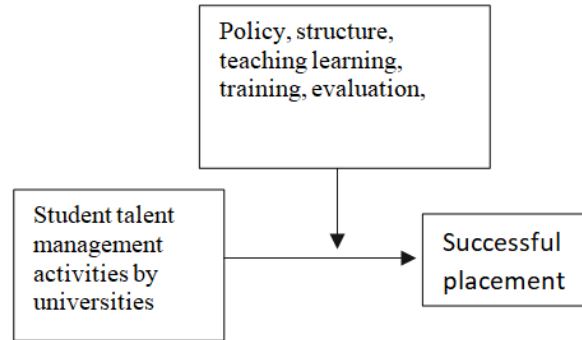 Policy, structure,
teaching learning,
training, evaluation,
Student talent
management
activities by
universities
Successful
placement